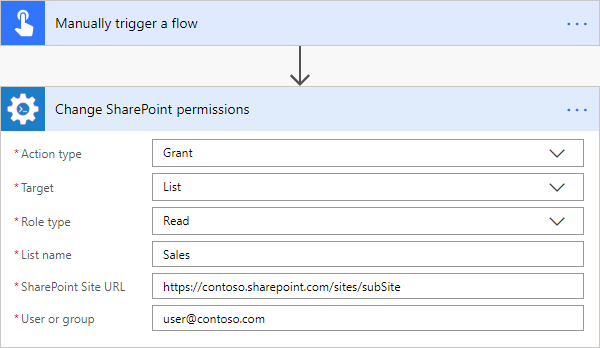 Manually trigger a flow
Change SharePoint permissions
* Action type Grant
* Target List
* Role type Read
* List name Sales
* SharePoint Site URL https://contoso.sharepoint.com/sites/subSite
* User or group user@contoso.com